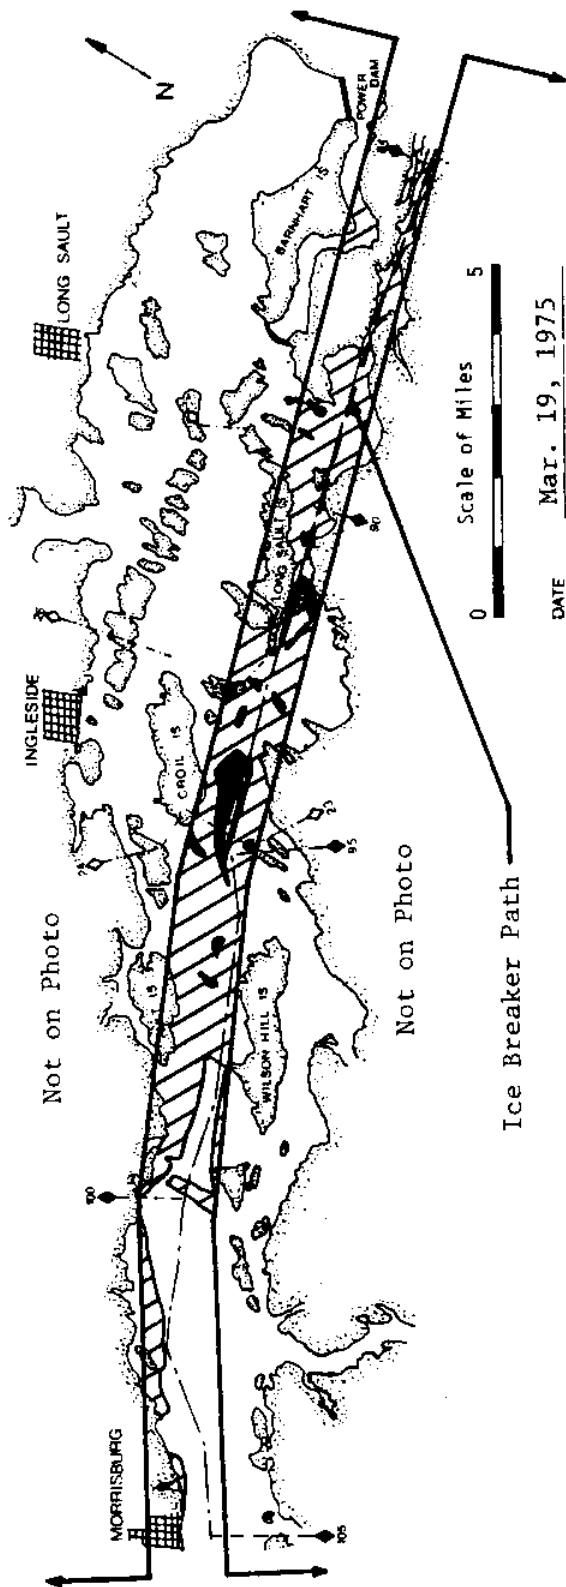 MORRISBURG
INGLESIDE
LONG SAULT
N
Not on Photo
100
IS
CROIL IS
BARNHART IS
POWER
DAM
LONG SAULT IS
WILSON HILL IS
105
95
25
90
85
Not on Photo
Ice Breaker Path
0
Scale of Miles
5
DATE
Mar. 19, 1975